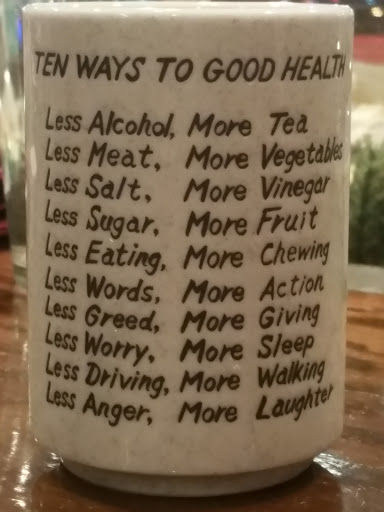 TEN WAYS TO GOOD HEALTH
Less Alcohol, More Tea
Less Meat, More Vegetables
Less Salt, More Vinegar
Less Sugar, More Fruit
Less Eating, More Chewing
Less Words, More Action
Less Greed, More Giving
Less Worry, More Sleep
Less Driving, More Walking
Less Anger, More Laughter